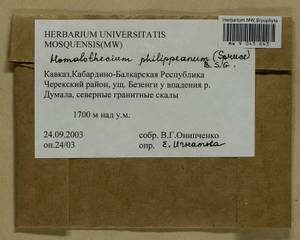 Herbarium MW, Bryophyta
MW 9 043 643
HERBARIUM UNIVERSITATIS
MOSQUENSIS(MW)
Homalothecium philippeanum (Spruce)
B. S. G.
Кавказ,Кабардино-Балкарская Республика
Черекский район, ущ. Безенги у впадения р.
Думала, северные гранитные скалы
1700 м над у.м.
24.09.2003 собр. В.Г.Онипченко
оп.24/03 опр. Е. Игнатова